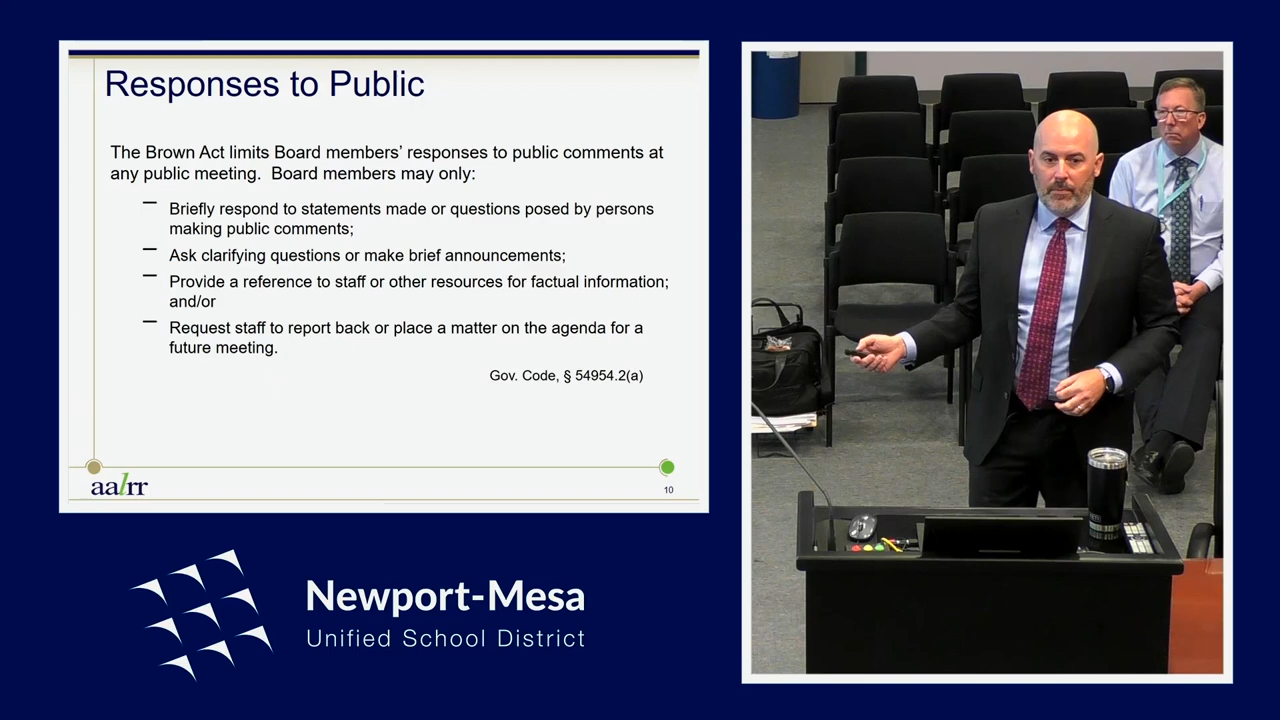 Responses to Public
The Brown Act limits Board members' responses to public comments at
any public meeting.  Board members may only:
— Briefly respond to statements made or questions posed by persons
making public comments;
— Ask clarifying questions or make brief announcements;
— Provide a reference to staff or other resources for factual information;
and/or
— Request staff to report back or place a matter on the agenda for a
future meeting.
Gov. Code, § 54954.2(a)
aalrr
10
Newport-Mesa
Unified School District